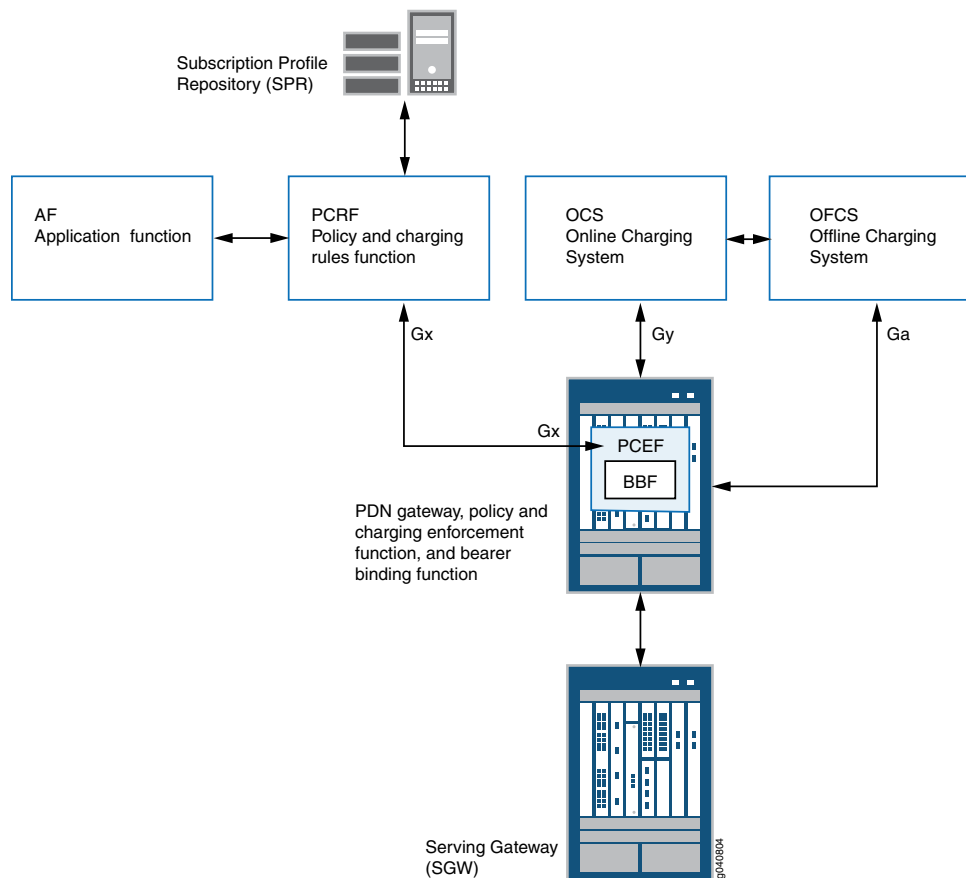 Subscription Profile
Repository (SPR)
AF
Application function
PCRF
Policy and charging
rules function
OCS
Online Charging
System
OFCS
Offline Charging
System
Gx
Gy
Ga
Gx
PCEF
BBF
PDN gateway, policy and
charging enforcement
function, and bearer
binding function
Serving Gateway
(SGW)
g040804